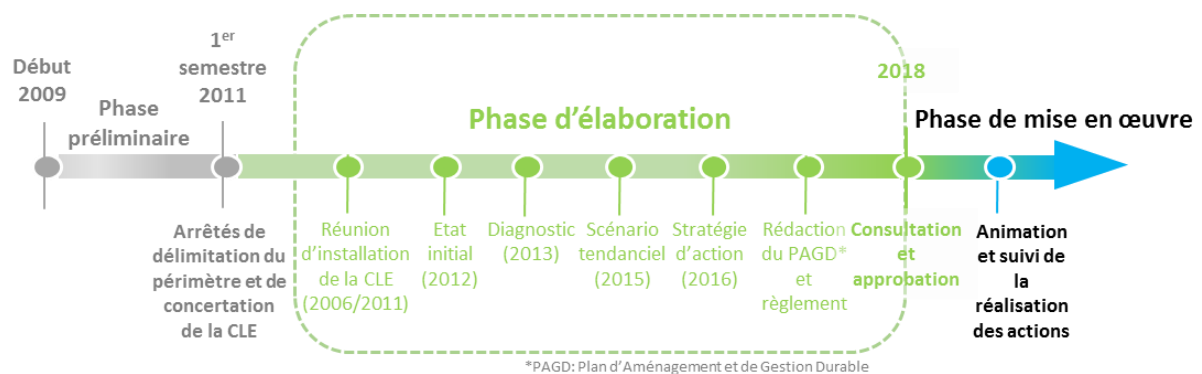 Début
2009
Phase
préliminaire
1er
semestre
2011
Phase d’élaboration
2018
Phase de mise en œuvre
Arrêtés de
délimitation du
périmètre et de
concertation
de la CLE
Réunion
d’installation
de la CLE
(2006/2011)
Etat
initial
(2012)
Diagnostic
(2013)
Scénario
tendanciel
(2015)
Stratégie
d’action
(2016)
Rédaction
du PAGD*
et
règlement
Consultation
et
approbation
Animation
et suivi de
la
réalisation
des actions
*PAGD: Plan d’Aménagement et de Gestion Durable